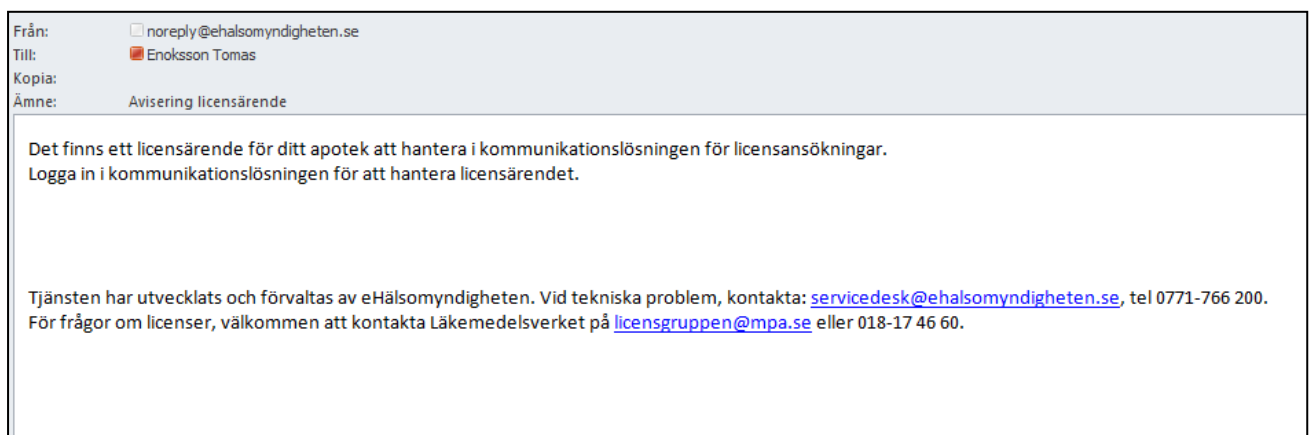 Från: noreply@ehalsomyndigheten.se
Till: Enoksson Tomas
Kopia:
Ämne: Avisering licensärende
Det finns ett licensärende för ditt apotek att hantera i kommunikationslösningen för licensansökningar.
Logga in i kommunikationslösningen för att hantera licensärendet.
Tjänsten har utvecklats och förvaltas av eHälsomyndigheten. Vid tekniska problem, kontakta: servicedesk@ehalsomyndigheten.se, tel 0771-766 200.
För frågor om licenser, välkommen att kontakta Läkemedelsverket på licensgruppen@mpa.se eller 018-17 46 60.